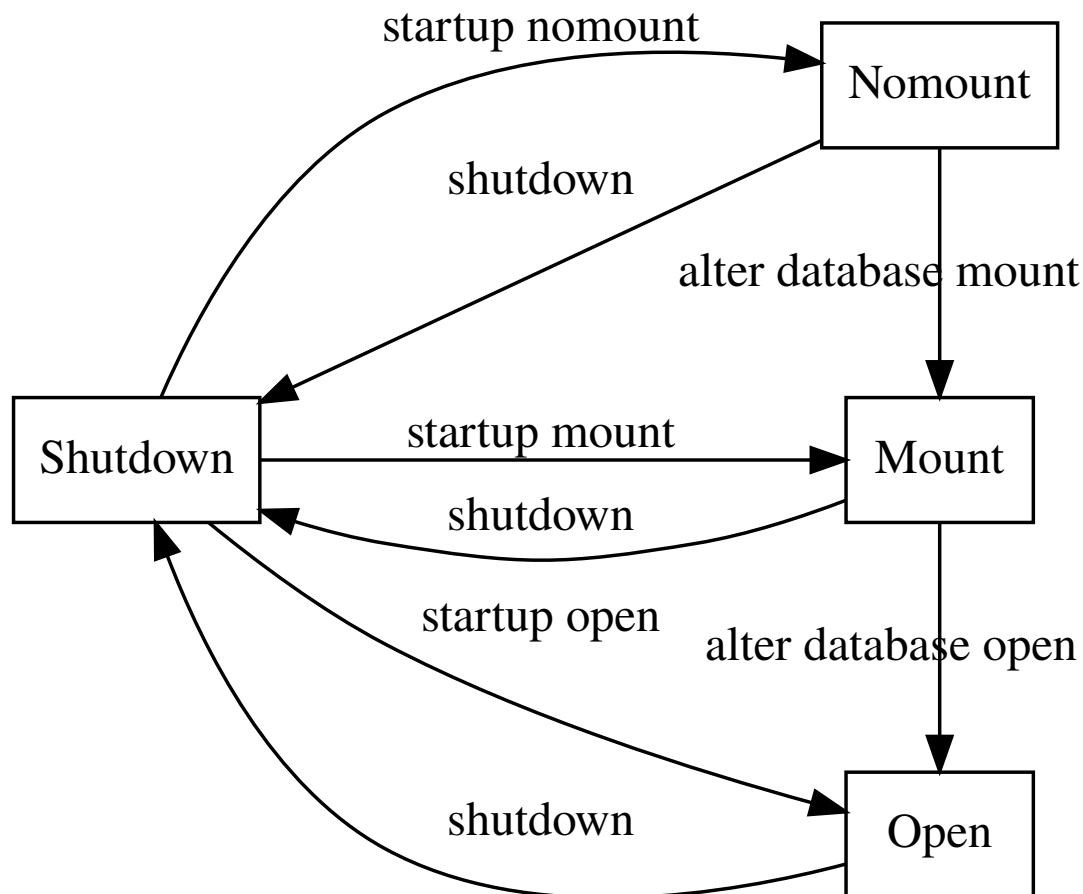 startup nomount
Nomount
shutdown
alter database mount
startup mount
Shutdown
Mount
shutdown
startup open
alter database open
shutdown
Open